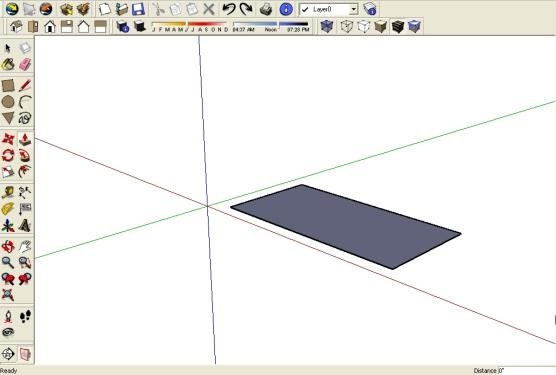 Layer0
J F M A M J J A S O N D 04:37 AM Noon 07:28 PM
Ready
Distance 0"